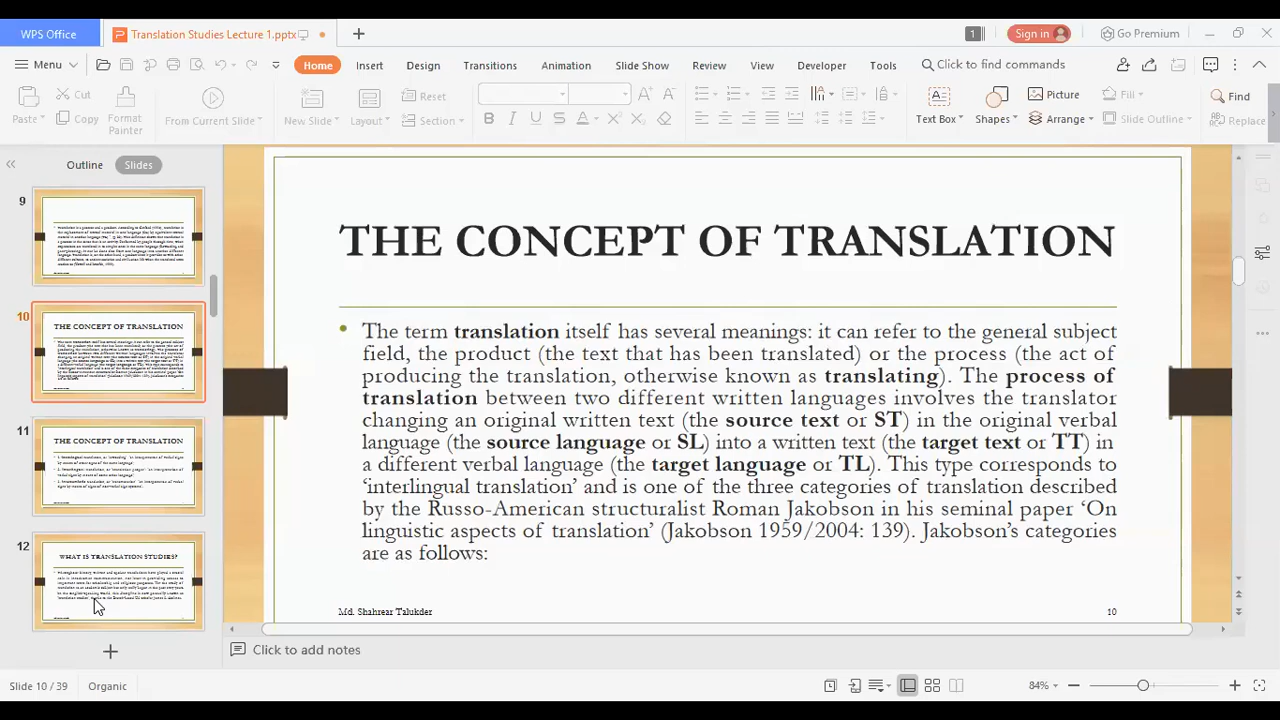 WPS Office
Translation Studies Lecture 1.pptx
1
Sign in
Go Premium
Menu
Home
Insert
Design
Transitions
Animation
Slide Show
Review
View
Developer
Tools
Click to find commands
Paste
Cut
Copy
Format Painter
From Current Slide
New Slide
Layout
Reset
Section
B I U S A
Text Box
Shapes
Picture
Arrange
Fill
Slide Outline
Find
Replace
Outline
Slides
9
10
THE CONCEPT OF TRANSLATION
11
THE CONCEPT OF TRANSLATION
12
WHAT IS TRANSLATION STUDIES?
THE CONCEPT OF TRANSLATION
• The term translation itself has several meanings: it can refer to the general subject
field, the product (the text that has been translated) or the process (the act of
producing the translation, otherwise known as translating). The process of
translation between two different written languages involves the translator
changing an original written text (the source text or ST) in the original verbal
language (the source language or SL) into a written text (the target text or TT) in
a different verbal language (the target language or TL). This type corresponds to
‘interlingual translation’ and is one of the three categories of translation described
by the Russo-American structuralist Roman Jakobson in his seminal paper ‘On
linguistic aspects of translation’ (Jakobson 1959/2004: 139). Jakobson’s categories
are as follows:
Md. Shahrear Talukder
10
Click to add notes
Slide 10 / 39
Organic
84%